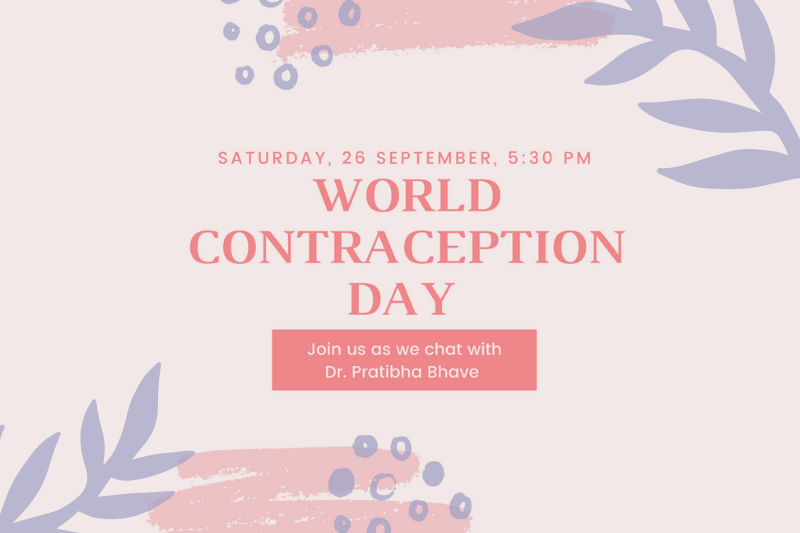 SATURDAY, 26 SEPTEMBER, 5:30 PM
WORLD
CONTRACEPTION
DAY
Join us as we chat with
Dr. Pratibha Bhave